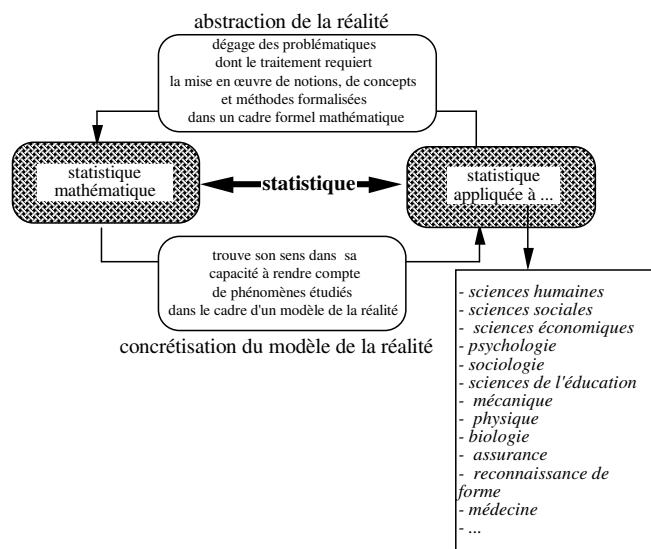 abstraction de la réalité
dégage des problématiques
dont le traitement requiert
la mise en œuvre de notions, de concepts
et méthodes formalisées
dans un cadre formel mathématique
statistique
mathématique
statistique
statistique
appliquée à ...
trouve son sens dans sa
capacité à rendre compte
de phénomènes étudiés
dans le cadre d'un modèle de la réalité
concrétisation du modèle de la réalité
- sciences humaines
- sciences sociales
- sciences économiques
- psychologie
- sociologie
- sciences de l'éducation
- mécanique
- physique
- biologie
- assurance
- reconnaissance de
forme
- médecine
- ...